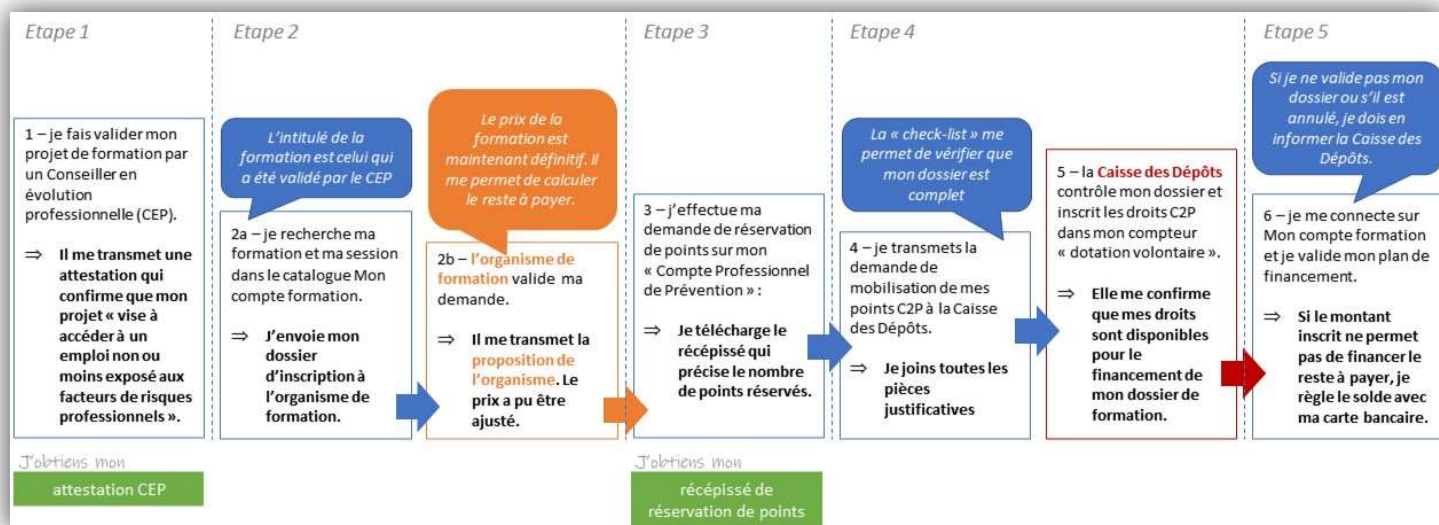 Etape 1
1 – je fais valider mon
projet de formation par
un Conseiller en
évolution
professionnelle (CEP).
⇒ Il me transmet une
attestation qui
confirme que mon
projet « vise à
accéder à un
emploi non ou
moins exposé aux
facteurs de risques
professionnels ».
J'obtiens mon
attestation CEP
Etape 2
L'intitulé de la
formation est celui qui
a été validé par le CEP
2a – je recherche ma
formation et ma session
dans le catalogue Mon
compte formation.
⇒ J'envoie mon
dossier
d'inscription à
l'organisme de
formation.
Le prix de la
formation est
maintenant définitif. Il
me permet de calculer
le reste à payer.
2b – l'organisme de
formation valide ma
demande.
⇒ Il me transmet la
proposition de
l'organisme. Le
prix a pu être
ajusté.
Etape 3
3 – j'effectue ma
demande de réservation
de points sur mon
« Compte Professionnel
de Prévention » :
⇒ Je télécharge le
récépissé qui
précise le nombre
de points réservés.
J'obtiens mon
récépissé de
réservation de points
Etape 4
La « check-list » me
permet de vérifier que
mon dossier est
complet
4 – je transmets la
demande de
mobilisation de mes
points C2P à la Caisse
des Dépôts.
⇒ Je joins toutes les
pièces
justificatives
5 – la Caisse des Dépôts
contrôle mon dossier et
inscrit les droits C2P
dans mon compteur
« dotation volontaire ».
⇒ Elle me confirme
que mes droits
sont disponibles
pour le
financement de
mon dossier de
formation.
Etape 5
Si je ne valide pas mon
dossier ou s'il est
annulé, je dois en
informer la Caisse des
Dépôts.
6 – je me connecte sur
Mon compte formation
et je valide mon plan de
financement.
⇒ Si le montant
inscrit ne permet
pas de financer le
reste à payer, je
règle le solde avec
ma carte bancaire.